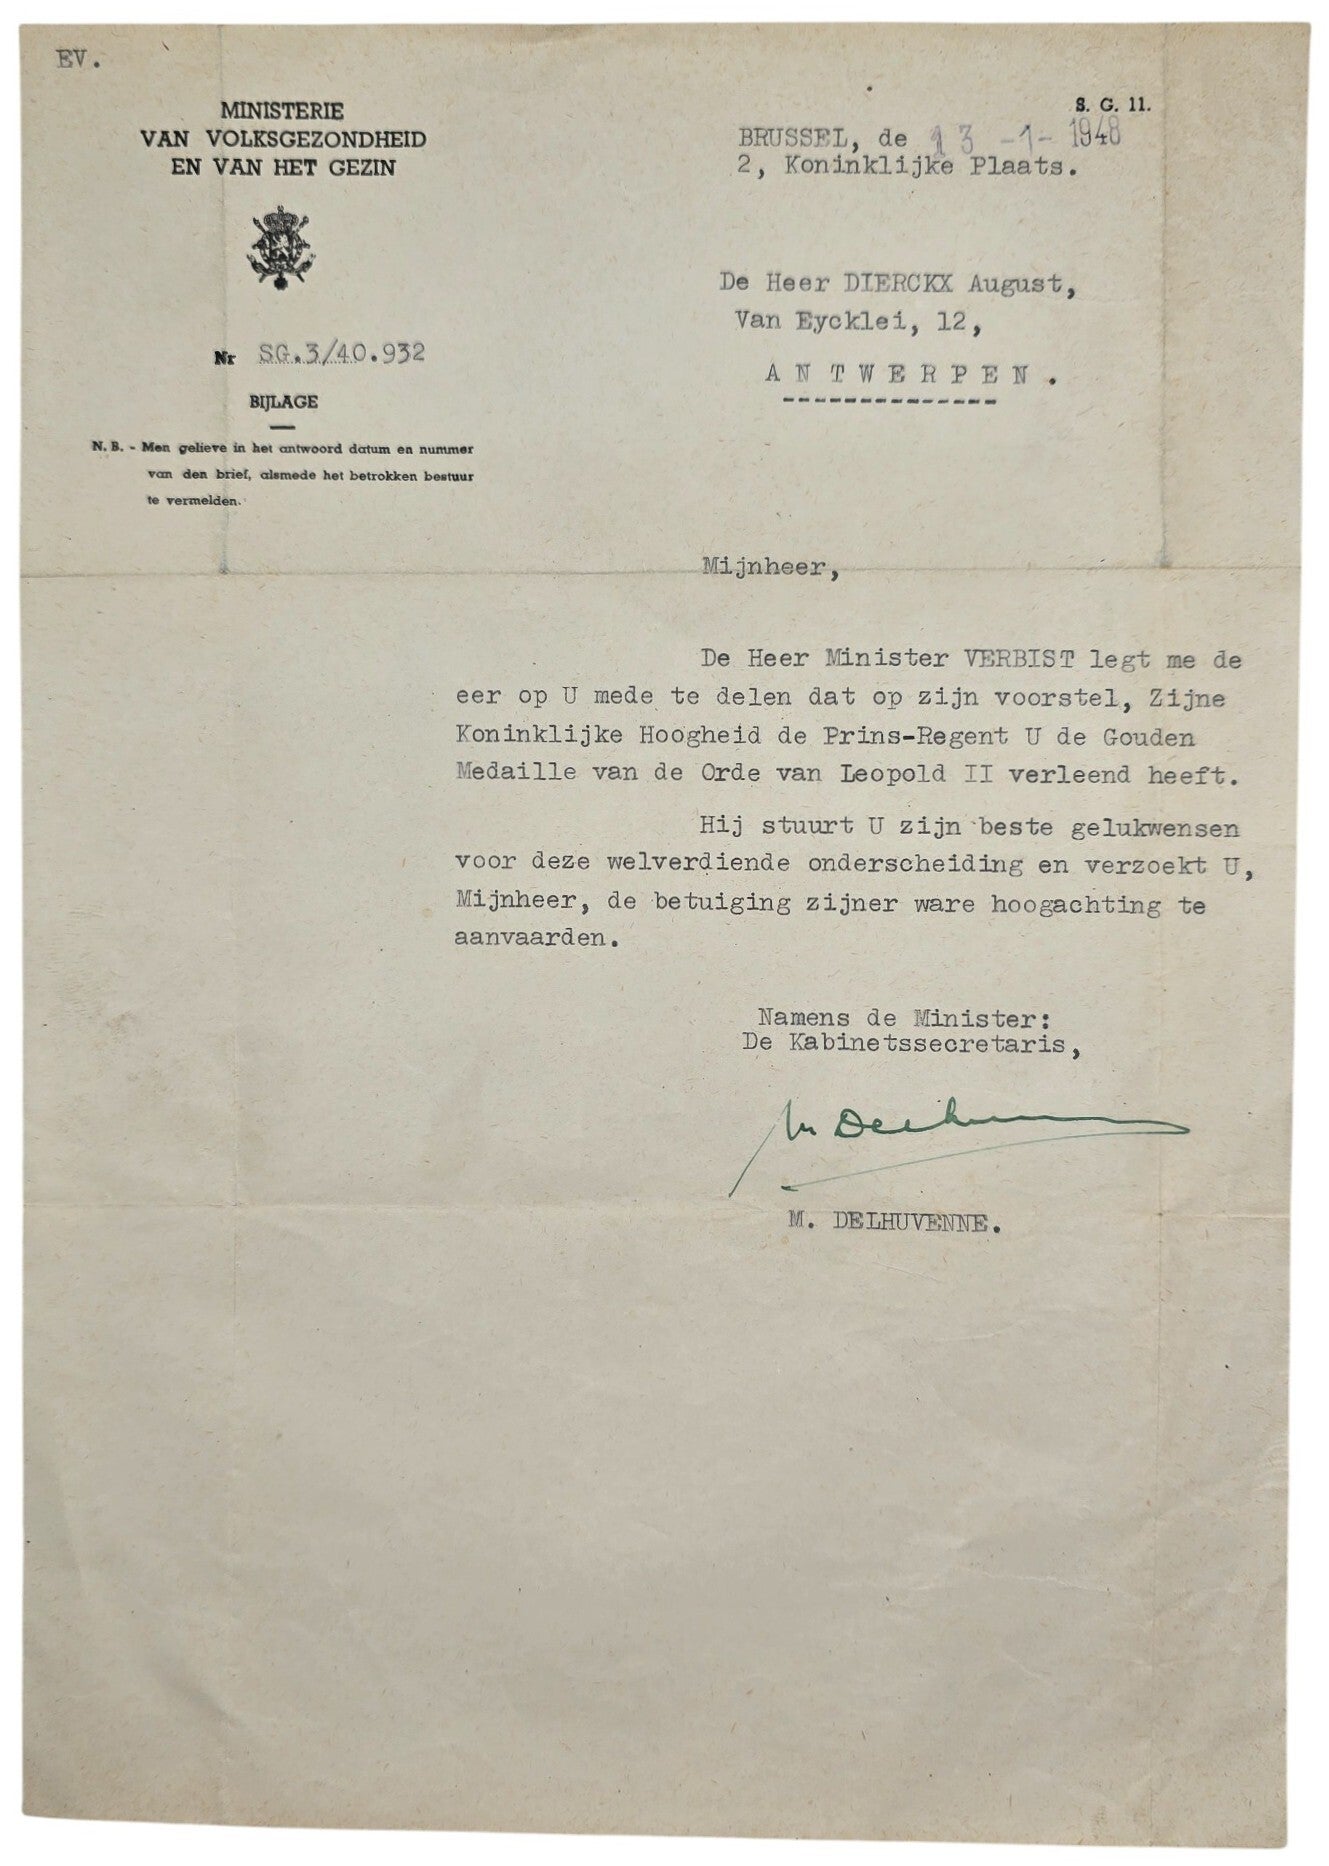 EV.
MINISTERIE
VAN VOLKSGEZONDHEID
EN VAN HET GEZIN
Nr SG.3/40.932
BIJLAGE
N. B. - Men gelieve in het antwoord datum en nummer
van den brief, alsmede het betrokken bestuur
te vermelden.
S. G. 11.
BRUSSEL, de 13 -1- 1948
2, Koninklijke Plaats.
De Heer DIERCKX August,
Van Eycklei, 12,
A N T W E R P E N .
Mijnheer,
De Heer Minister VERBIST legt me de
eer op U mede te delen dat op zijn voorstel, Zijne
Koninklijke Hoogheid de Prins-Regent U de Gouden
Medaille van de Orde van Leopold II verleend heeft.
Hij stuurt U zijn beste gelukwensen
voor deze welverdiende onderscheiding en verzoekt U,
Mijnheer, de betuiging zijner ware hoogachting te
aanvaarden.
Namens de Minister:
De Kabinetssecretaris,
M. DELHUVENNE.